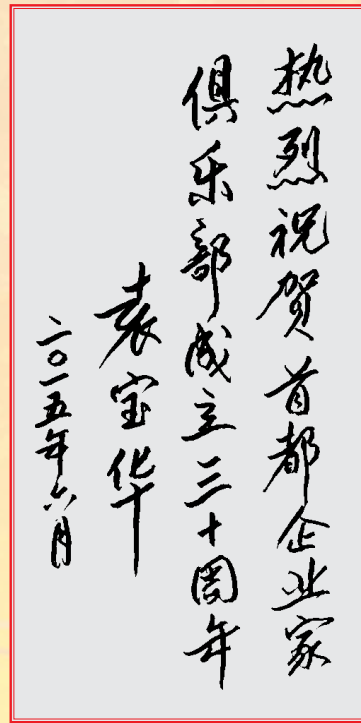 热烈祝贺首都企业家
俱乐部成立三十周年
袁宝华
二〇一五年六月